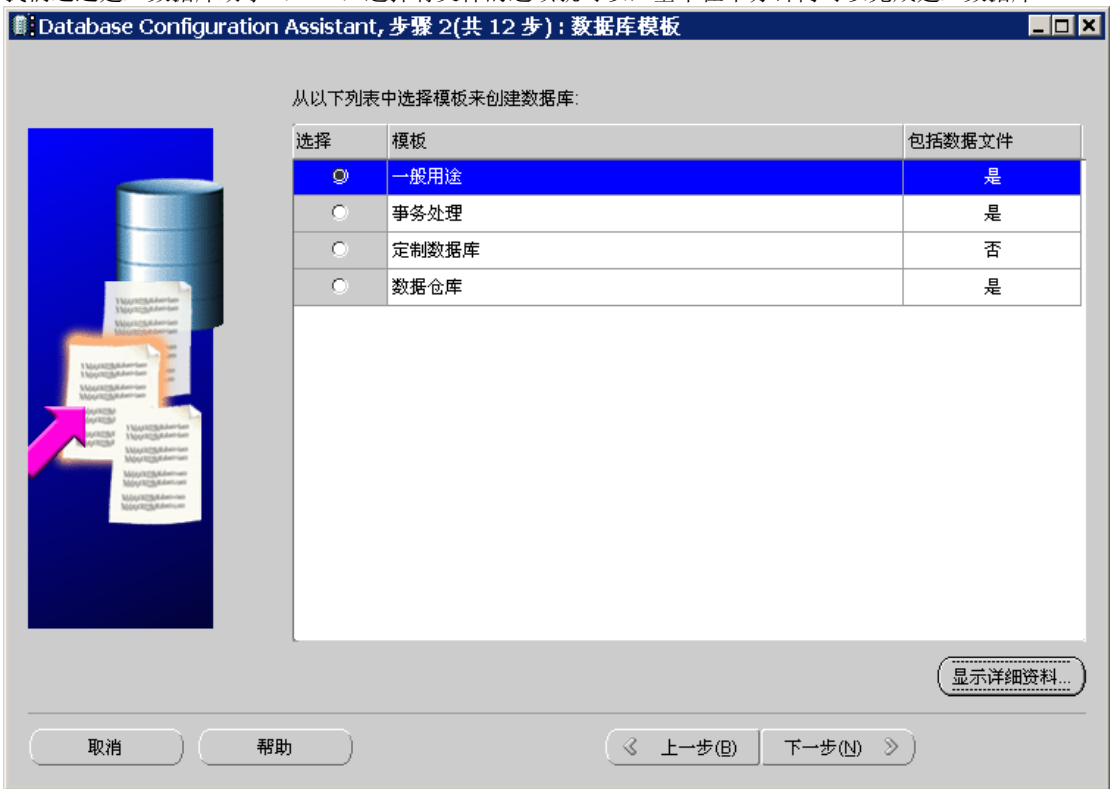 Database Configuration Assistant, 步骤 2(共 12 步) : 数据库模板
从以下列表中选择模板来创建数据库:
选择 模板 包括数据文件
一般用途 是
事务处理 是
定制数据库 否
数据仓库 是
显示详细资料...
取消 帮助 上一步(B) 下一步(N)